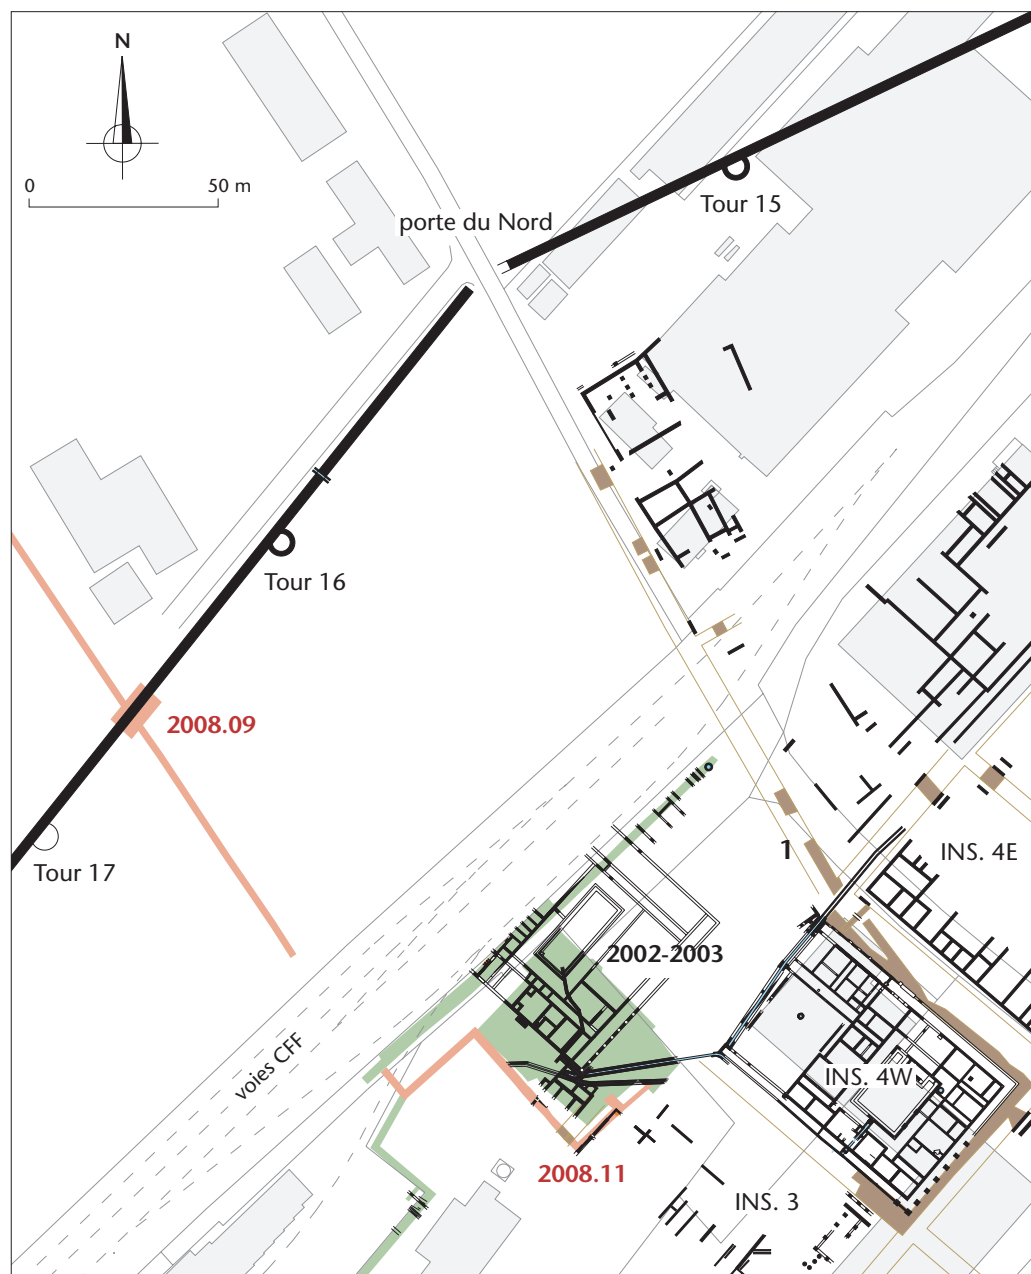 N
0 50 m
porte du Nord
Tour 15
Tour 16
2008.09
Tour 17
1
INS. 4E
2002-2003
voies CFF
INS. 4W
2008.11
INS. 3